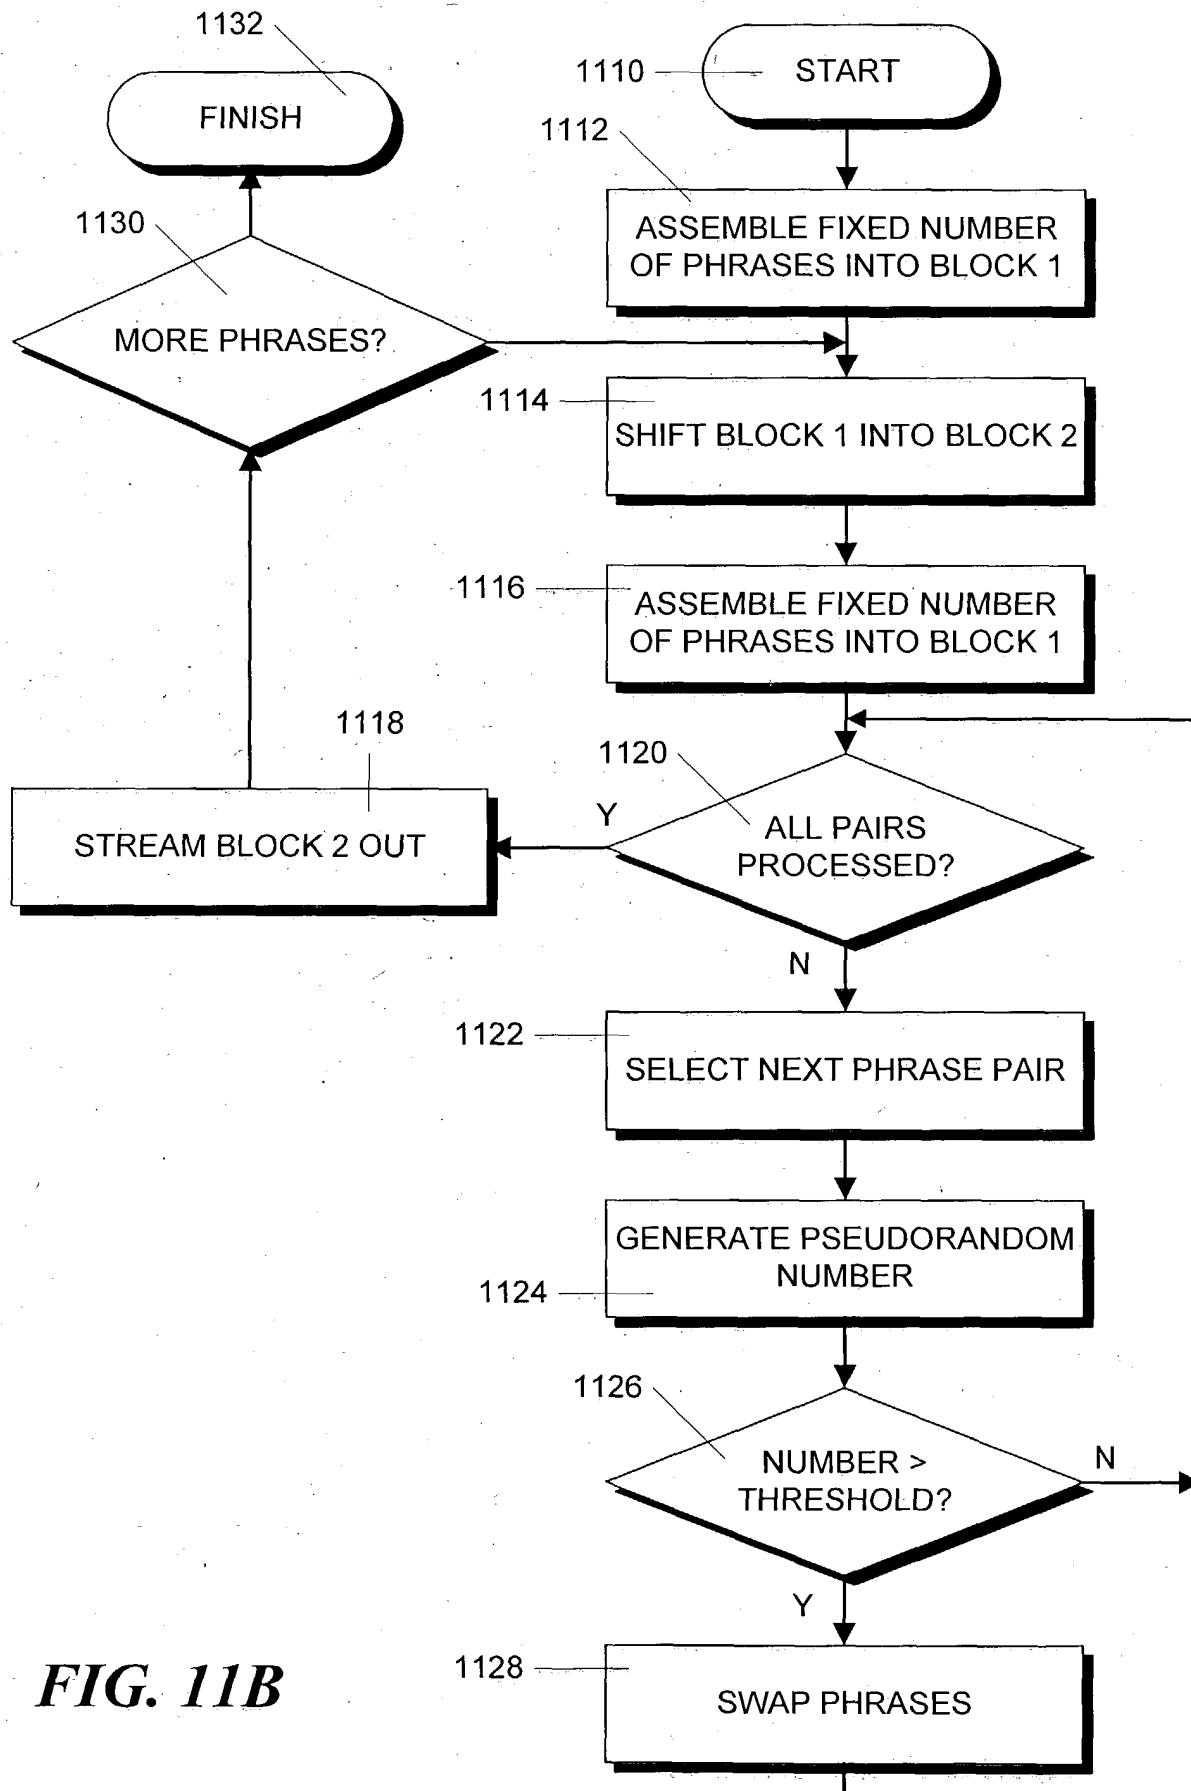 1132
FINISH
1110
START
1112
ASSEMBLE FIXED NUMBER
OF PHRASES INTO BLOCK 1
1130
MORE PHRASES?
1114
SHIFT BLOCK 1 INTO BLOCK 2
1116
ASSEMBLE FIXED NUMBER
OF PHRASES INTO BLOCK 1
1118
STREAM BLOCK 2 OUT
1120
Y
ALL PAIRS
PROCESSED?
N
1122
SELECT NEXT PHRASE PAIR
GENERATE PSEUDORANDOM
NUMBER
1124
1126
NUMBER >
THRESHOLD?
N
Y
1128
SWAP PHRASES
FIG. 11B